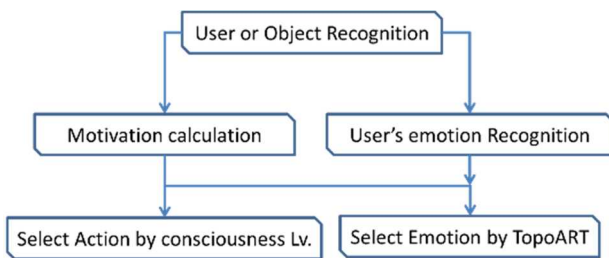 User or Object Recognition
Motivation calculation
User's emotion Recognition
Select Action by consciousness Lv.
Select Emotion by TopoART